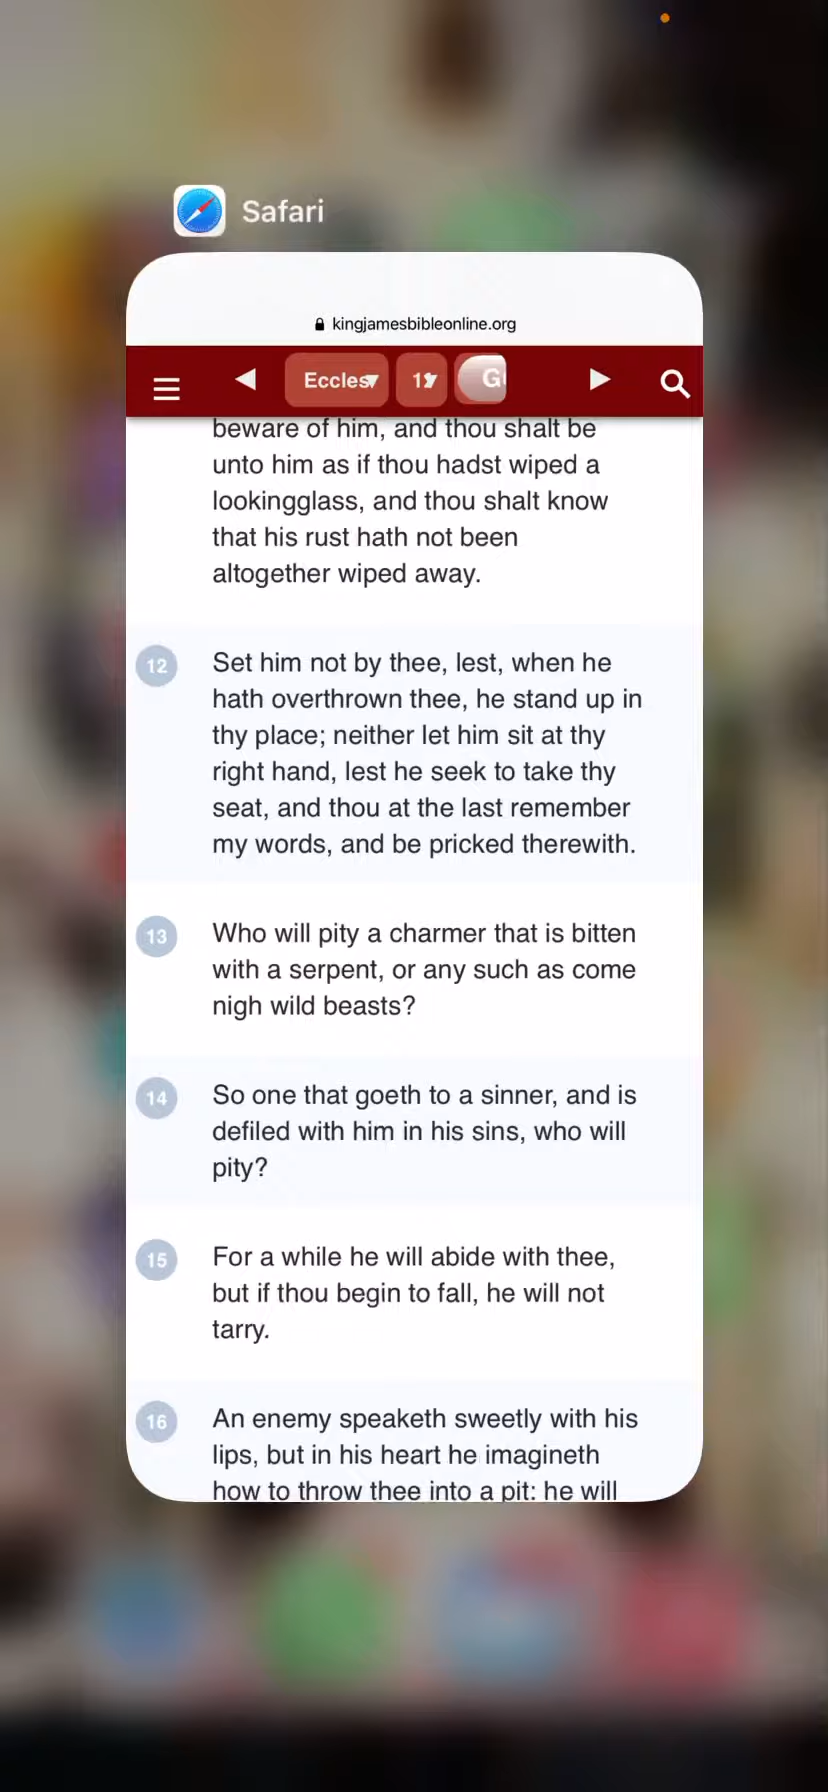 Safari
kingjamesbibleonline.org
Eccles
beware of him, and thou shalt be
unto him as if thou hadst wiped a
lookingglass, and thou shalt know
that his rust hath not been
altogether wiped away.
12
Set him not by thee, lest, when he
hath overthrown thee, he stand up in
thy place; neither let him sit at thy
right hand, lest he seek to take thy
seat, and thou at the last remember
my words, and be pricked therewith.
13
Who will pity a charmer that is bitten
with a serpent, or any such as come
nigh wild beasts?
14
So one that goeth to a sinner, and is
defiled with him in his sins, who will
pity?
15
For a while he will abide with thee,
but if thou begin to fall, he will not
tarry.
16
An enemy speaketh sweetly with his
lips, but in his heart he imagineth
how to throw thee into a pit: he will